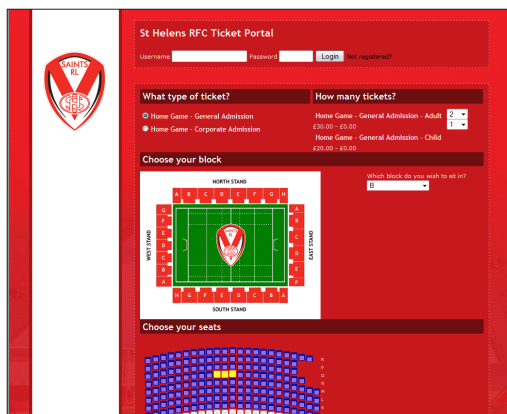 St Helens RFC Ticket Portal
Username Password Login Not registered?
SAINTS
RL
What type of ticket? How many tickets?
Home Game - General Admission
Home Game - Corporate Admission
Home Game - General Admission - Adult 2
£30.00 - £0.00 1
Home Game - General Admission - Child
£20.00 - £0.00
Choose your block
Which block do you wish to sit in?
B
NORTH STAND
A B C D E F G H
WEST STAND
G
F
E
D
C
B
A
A
B
C
D
E
F
EAST STAND
H G F E D C B A
SOUTH STAND
Choose your seats
R
P
O
N
M
L
K